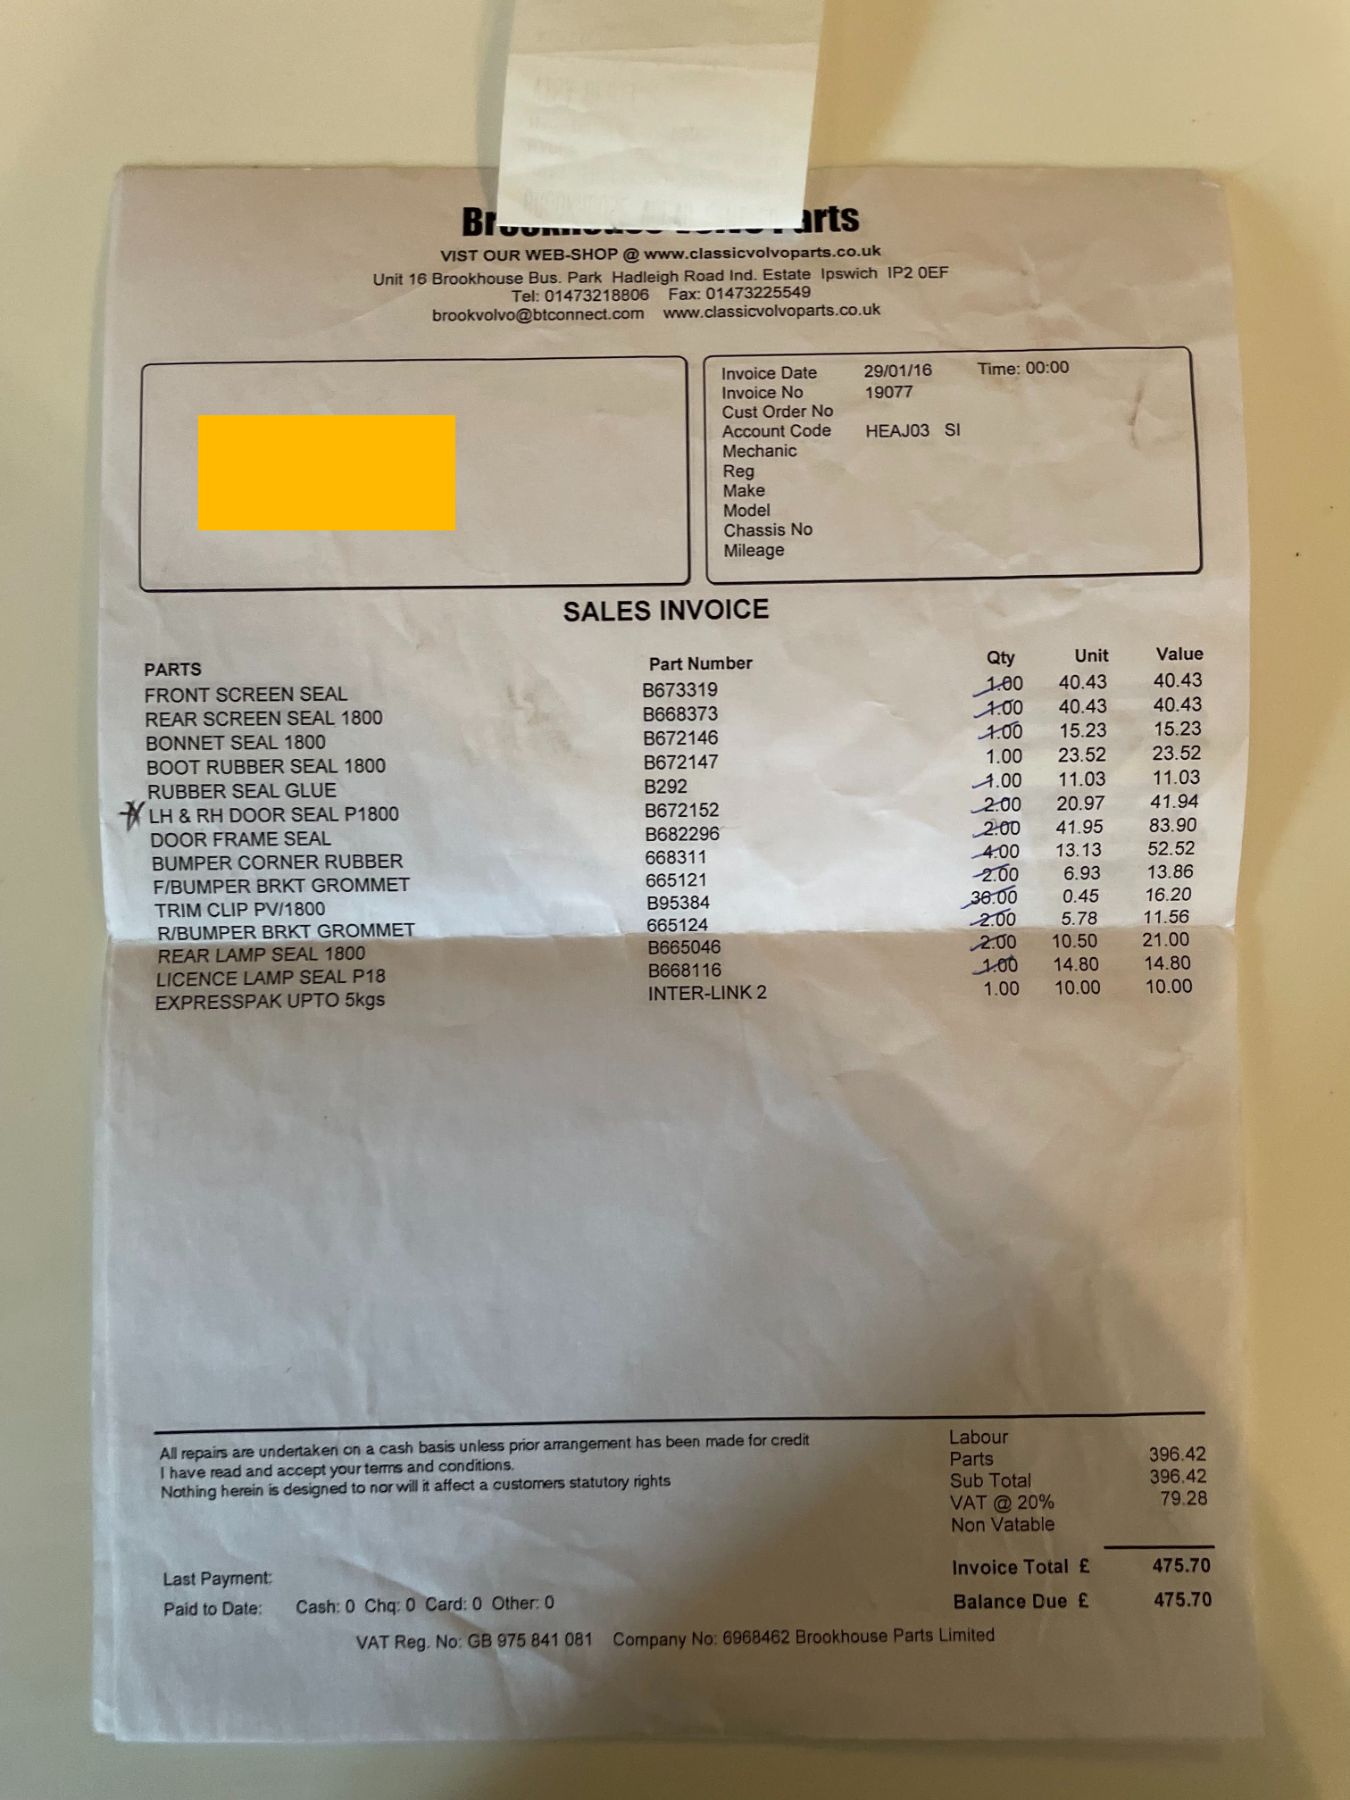 arts
VIST OUR WEB-SHOP @ www.classicvolvoparts.co.uk
Unit 16 Brookhouse Bus. Park Hadleigh Road Ind. Estate Ipswich IP2 0EF
Tel: 01473218806 Fax: 01473225549
brookvolvo@btconnect.com www.classicvolvoparts.co.uk
Invoice Date 29/01/16 Time: 00:00
Invoice No 19077
Cust Order No
Account Code HEAJ03 SI
Mechanic
Reg
Make
Model
Chassis No
Mileage
SALES INVOICE
PARTS Part Number Qty Unit Value
FRONT SCREEN SEAL B673319 1.00 40.43 40.43
REAR SCREEN SEAL 1800 B668373 1.00 40.43 40.43
BONNET SEAL 1800 B672146 1.00 15.23 15.23
BOOT RUBBER SEAL 1800 B672147 1.00 23.52 23.52
RUBBER SEAL GLUE B292 1.00 11.03 11.03
LH & RH DOOR SEAL P1800 B672152 2.00 20.97 41.94
DOOR FRAME SEAL B682296 2.00 41.95 83.90
BUMPER CORNER RUBBER 668311 4.00 13.13 52.52
F/BUMPER BRKT GROMMET 665121 2.00 6.93 13.86
TRIM CLIP PV/1800 B95384 36.00 0.45 16.20
R/BUMPER BRKT GROMMET 665124 2.00 5.78 11.56
REAR LAMP SEAL 1800 B665046 2.00 10.50 21.00
LICENCE LAMP SEAL P18 B668116 1.00 14.80 14.80
EXPRESSPAK UPTO 5kgs INTER-LINK 2 1.00 10.00 10.00
All repairs are undertaken on a cash basis unless prior arrangement has been made for credit
I have read and accept your terms and conditions.
Nothing herein is designed to nor will it affect a customers statutory rights
Labour
Parts 396.42
Sub Total 396.42
VAT @ 20% 79.28
Non Vatable
Invoice Total £ 475.70
Balance Due £ 475.70
Last Payment:
Paid to Date: Cash: 0 Chq: 0 Card: 0 Other: 0
VAT Reg. No: GB 975 841 081 Company No: 6968462 Brookhouse Parts Limited